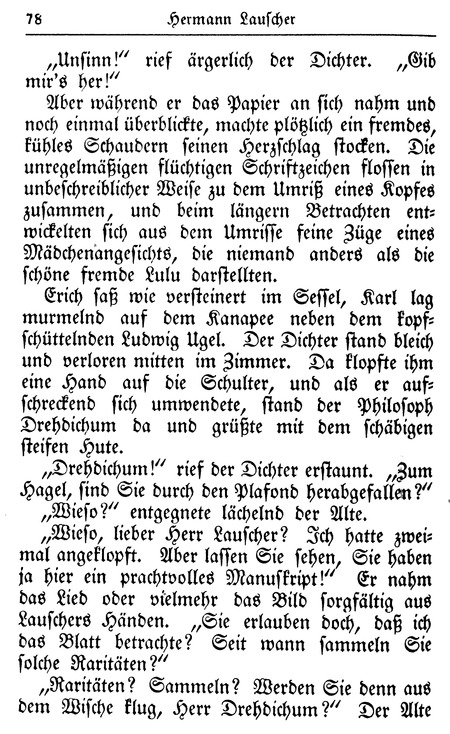 78 Hermann Lauscher
„Unsinn!“ rief ärgerlich der Dichter. „Gib
mir's her!“
Aber während er das Papier an sich nahm und
noch einmal überblickte, machte plötzlich ein fremdes,
kühles Schaudern seinen Herzschlag stocken. Die
unregelmäßigen flüchtigen Schriftzeichen flossen in
unbeschreiblicher Weise zu dem Umriß eines Kopfes
zusammen, und beim längern Betrachten ent-
wickelten sich aus dem Umrisse feine Züge eines
Mädchenangesichts, die niemand anders als die
schöne fremde Lulu darstellten.
Erich saß wie versteinert im Sessel, Karl lag
murmelnd auf dem Kanapee neben dem kopf-
schüttelnden Ludwig Ugel. Der Dichter stand bleich
und verloren mitten im Zimmer. Da klopfte ihm
eine Hand auf die Schulter, und als er auf-
schreckend sich umwendete, stand der Philosoph
Drehdichum da und grüßte mit dem schäbigen
steifen Hute.
„Drehdichum!“ rief der Dichter erstaunt. „Zum
Hagel, sind Sie durch den Plafond herabgefallen?“
„Wieso?“ entgegnete lächelnd der Alte.
„Wieso, lieber Herr Lauscher? Ich hatte zwei-
mal angeklopft. Aber lassen Sie sehen, Sie haben
ja hier ein prachtvolles Manuskript!“ Er nahm
das Lied oder vielmehr das Bild sorgfältig aus
Lauschers Händen. „Sie erlauben doch, daß ich
das Blatt betrachte? Seit wann sammeln Sie
solche Raritäten?“
„Raritäten? Sammeln? Werden Sie denn aus
dem Wische klug, Herr Drehdichum?“ Der Alte